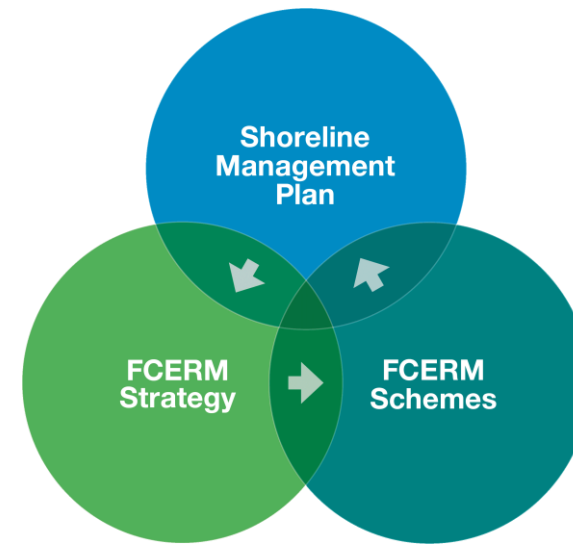 Shoreline
Management
Plan
FCERM
Strategy
FCERM
Schemes